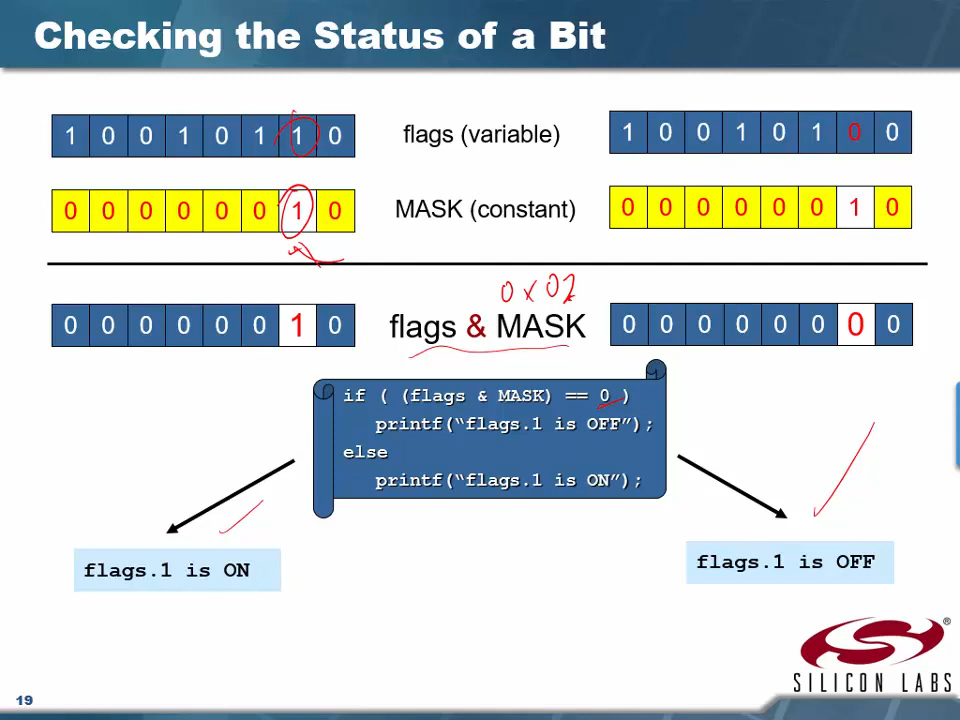 Checking the Status of a Bit
1 0 0 1 0 1 1 0 flags (variable) 1 0 0 1 0 1 0 0
0 0 0 0 0 0 1 0 MASK (constant) 0 0 0 0 0 0 1 0
0x02
0 0 0 0 0 0 1 0 flags & MASK 0 0 0 0 0 0 0 0
if ( (flags & MASK) == 0 )
printf(“flags.1 is OFF”);
else
printf(“flags.1 is ON”);
flags.1 is ON
flags.1 is OFF
SILICON LABS
®
19